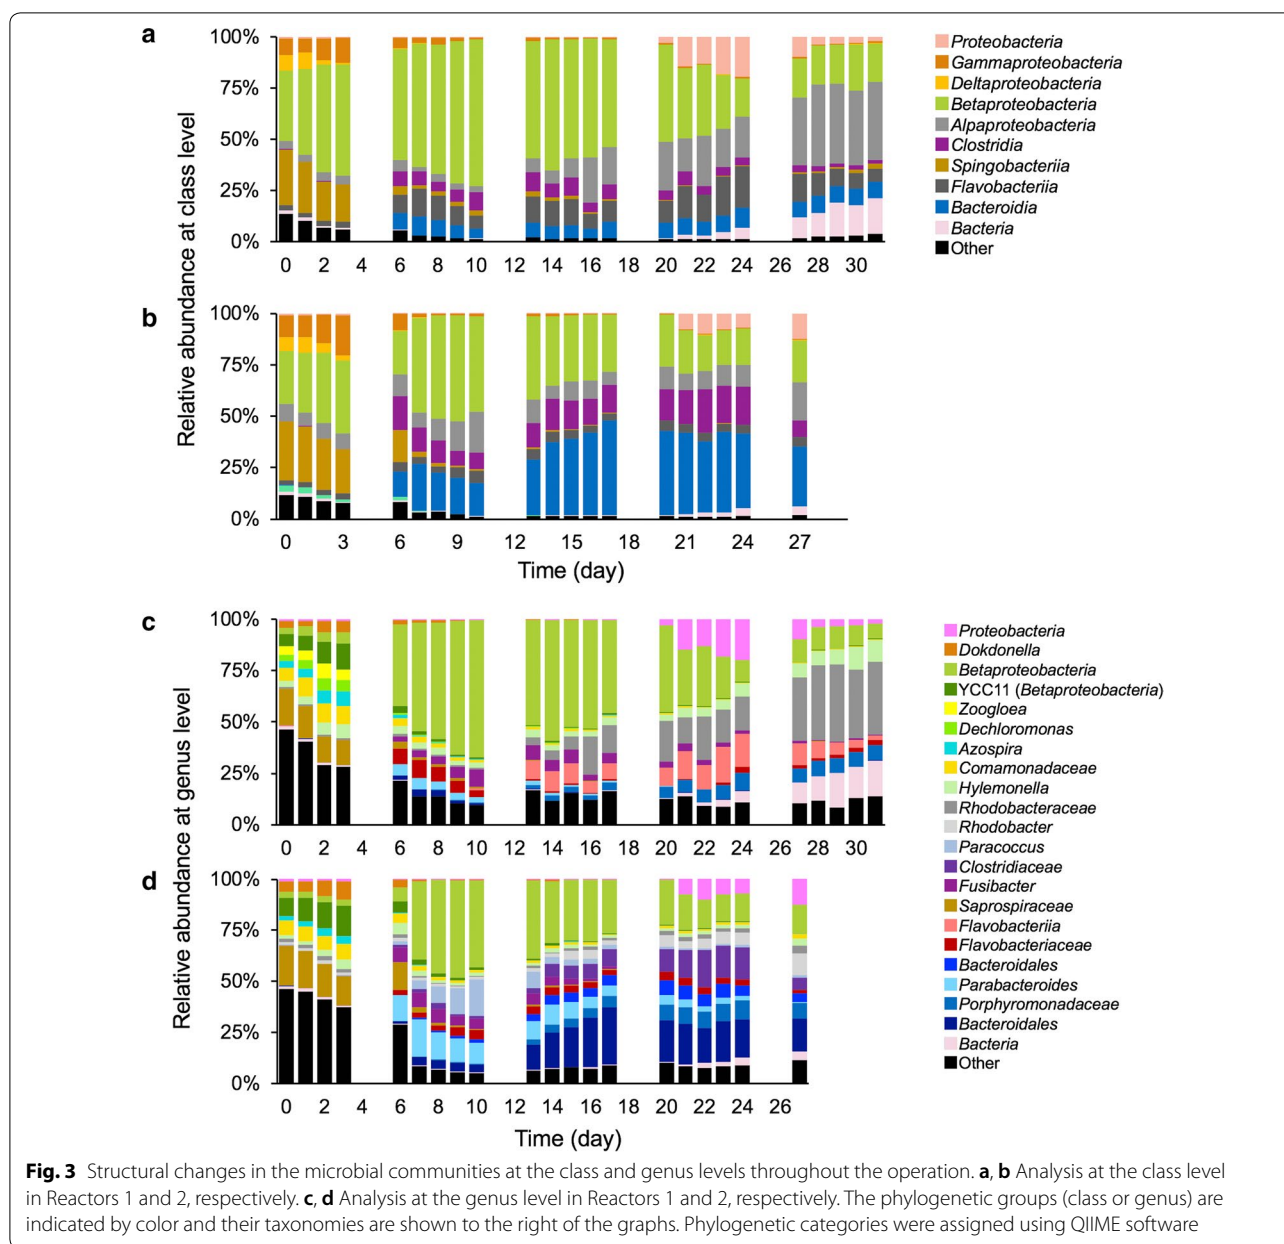 a
100%
75%
50%
25%
0%
0 2 4 6 8 10 12 14 16 18 20 22 24 26 28 30
Proteobacteria
Gammaproteobacteria
Deltaproteobacteria
Betaproteobacteria
Alpaproteobacteria
Clostridia
Spingobacteriia
Flavobacteriia
Bacteroidia
Bacteria
Other
Relative abundance at class level
b
100%
75%
50%
25%
0%
0 3 6 9 12 15 18 21 24 27
Time (day)
c
100%
75%
50%
25%
0%
0 2 4 6 8 10 12 14 16 18 20 22 24 26 28 30
Proteobacteria
Dokdonella
Betaproteobacteria
YCC11 (Betaproteobacteria)
Zoogloea
Dechloromonas
Azospira
Comamonadaceae
Hylemonella
Rhodobacteraceae
Rhodobacter
Paracoccus
Clostridiaceae
Fusibacter
Saprospiraceae
Flavobacteriia
Flavobacteriaceae
Bacteroidales
Parabacteroides
Porphyromonadaceae
Bacteroidales
Bacteria
Other
Relative abundance at genus level
d
100%
75%
50%
25%
0%
0 2 4 6 8 10 12 14 16 18 20 22 24 26
Time (day)
Fig. 3 Structural changes in the microbial communities at the class and genus levels throughout the operation. a, b Analysis at the class level
in Reactors 1 and 2, respectively. c, d Analysis at the genus level in Reactors 1 and 2, respectively. The phylogenetic groups (class or genus) are
indicated by color and their taxonomies are shown to the right of the graphs. Phylogenetic categories were assigned using QIIME software